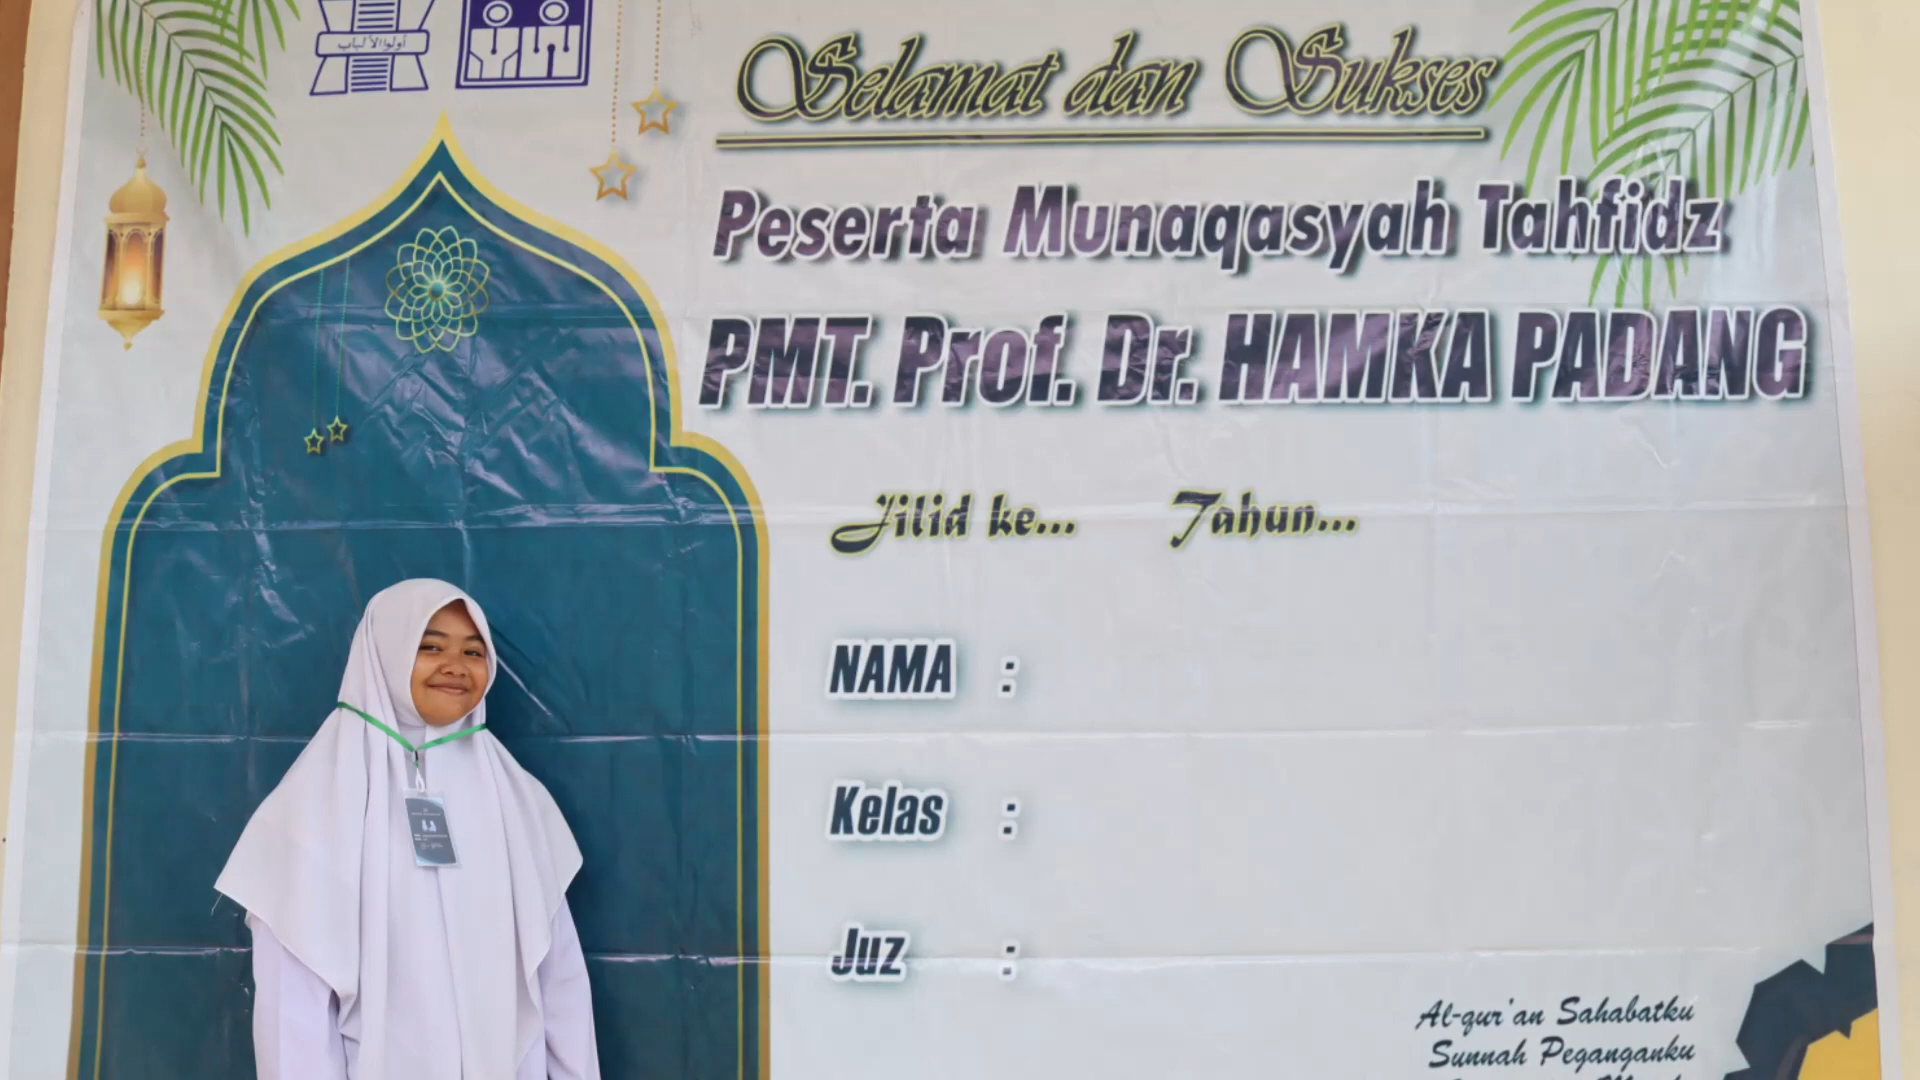 أولوا الألباب
Selamat dan Sukses
Peserta Munaqasyah Tahfidz
PMT. Prof. Dr. HAMKA PADANG
Jilid ke... Tahun...
NAMA :
Kelas :
Juz :
Al-qur'an Sahabatku
Sunnah Peganganku